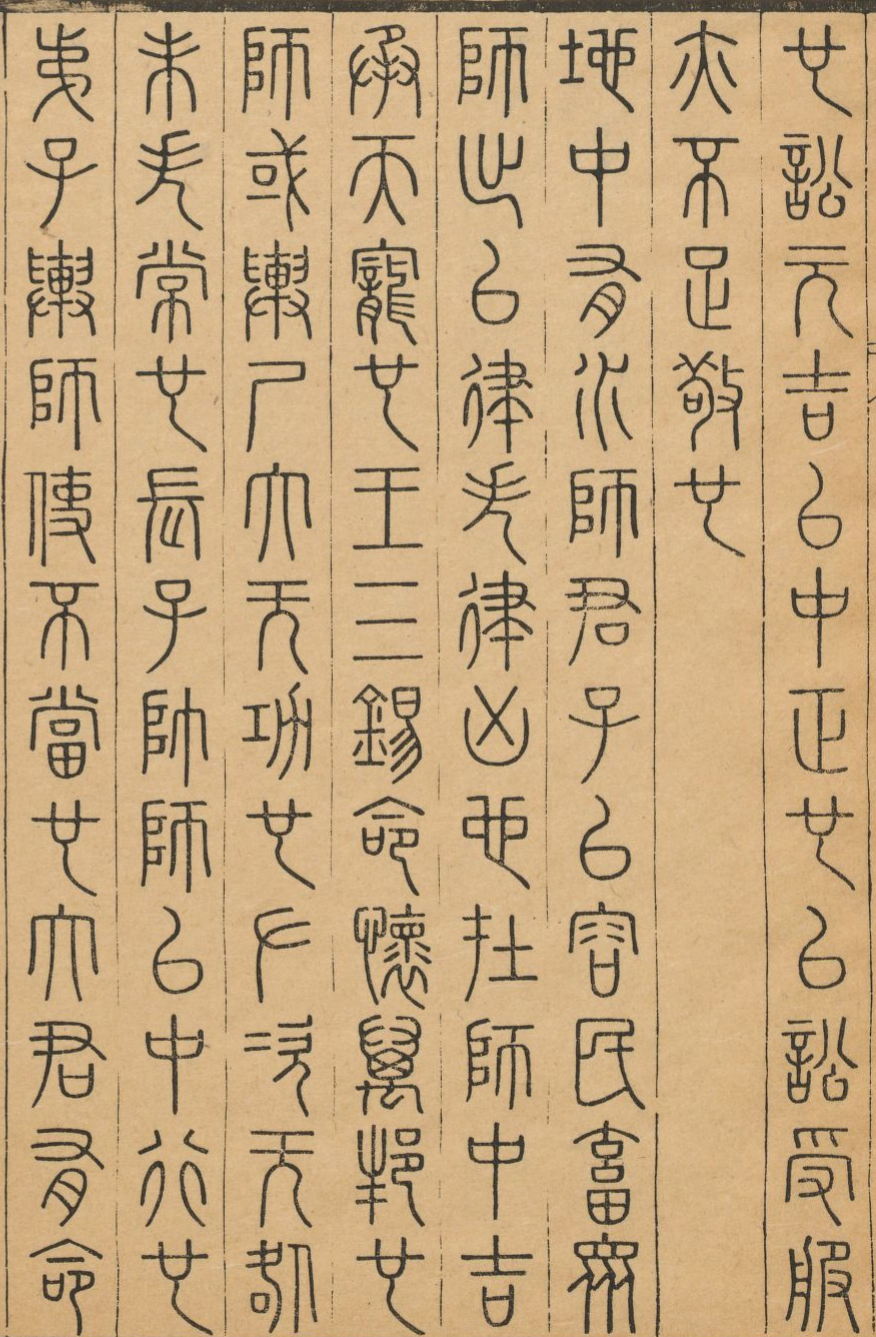 也訟元吉以中正也以訟受服
亦不足敬也
地中有水師君子以容民畜眾
師出以律失律凶也在師中吉
承天寵也王三錫命懷萬邦也
師或輿尸大无功也左次无咎
未失常也長子帥師以中行也
弟子輿師使不當也大君有命